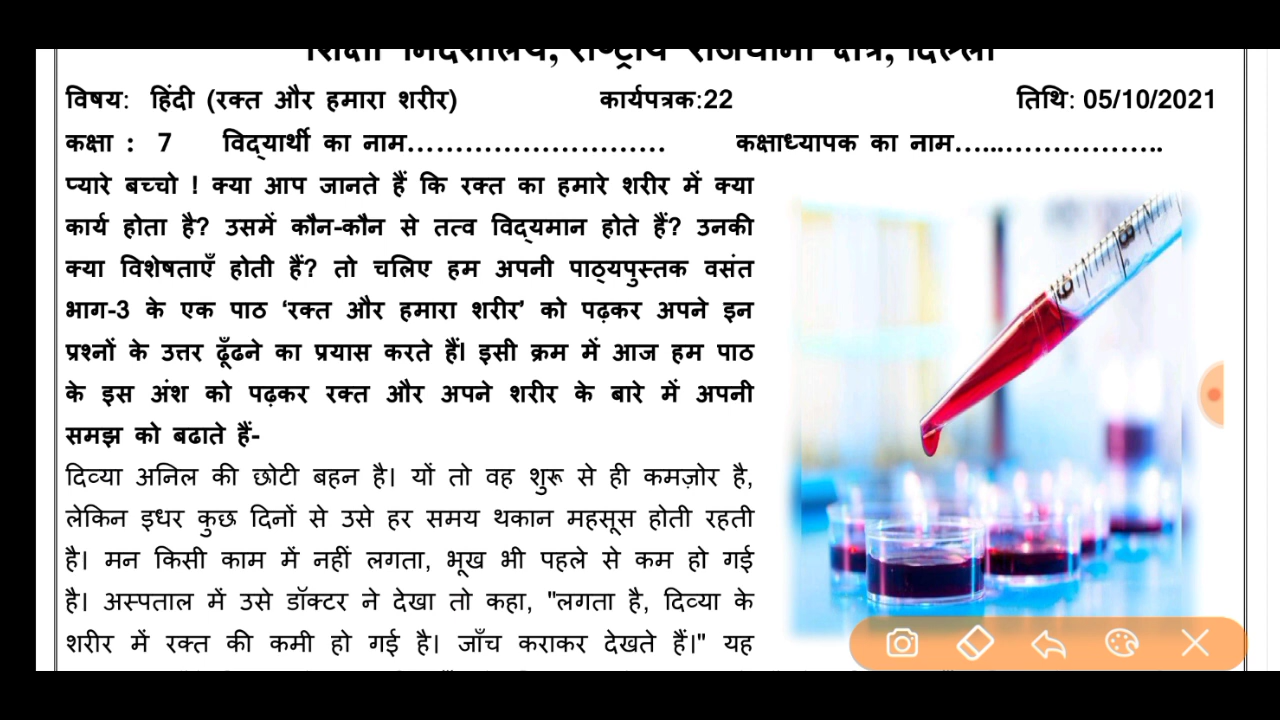 शिक्षा निदेशालय, राष्ट्रीय राजधानी क्षेत्र, दिल्ली
विषय: हिंदी (रक्त और हमारा शरीर) कार्यपत्रक:22 तिथि: 05/10/2021
कक्षा : 7 विद्यार्थी का नाम........................... कक्षाध्यापक का नाम........................
प्यारे बच्चो ! क्या आप जानते हैं कि रक्त का हमारे शरीर में क्या
कार्य होता है? उसमें कौन-कौन से तत्व विद्यमान होते हैं? उनकी
क्या विशेषताएँ होती हैं? तो चलिए हम अपनी पाठ्यपुस्तक वसंत
भाग-3 के एक पाठ ‘रक्त और हमारा शरीर’ को पढ़कर अपने इन
प्रश्नों के उत्तर ढूँढने का प्रयास करते हैं। इसी क्रम में आज हम पाठ
के इस अंश को पढ़कर रक्त और अपने शरीर के बारे में अपनी
समझ को बढाते हैं-
दिव्या अनिल की छोटी बहन है। यों तो वह शुरू से ही कमज़ोर है,
लेकिन इधर कुछ दिनों से उसे हर समय थकान महसूस होती रहती
है। मन किसी काम में नहीं लगता, भूख भी पहले से कम हो गई
है। अस्पताल में उसे डॉक्टर ने देखा तो कहा, "लगता है, दिव्या के
शरीर में रक्त की कमी हो गई है। जाँच कराकर देखते हैं।" यह